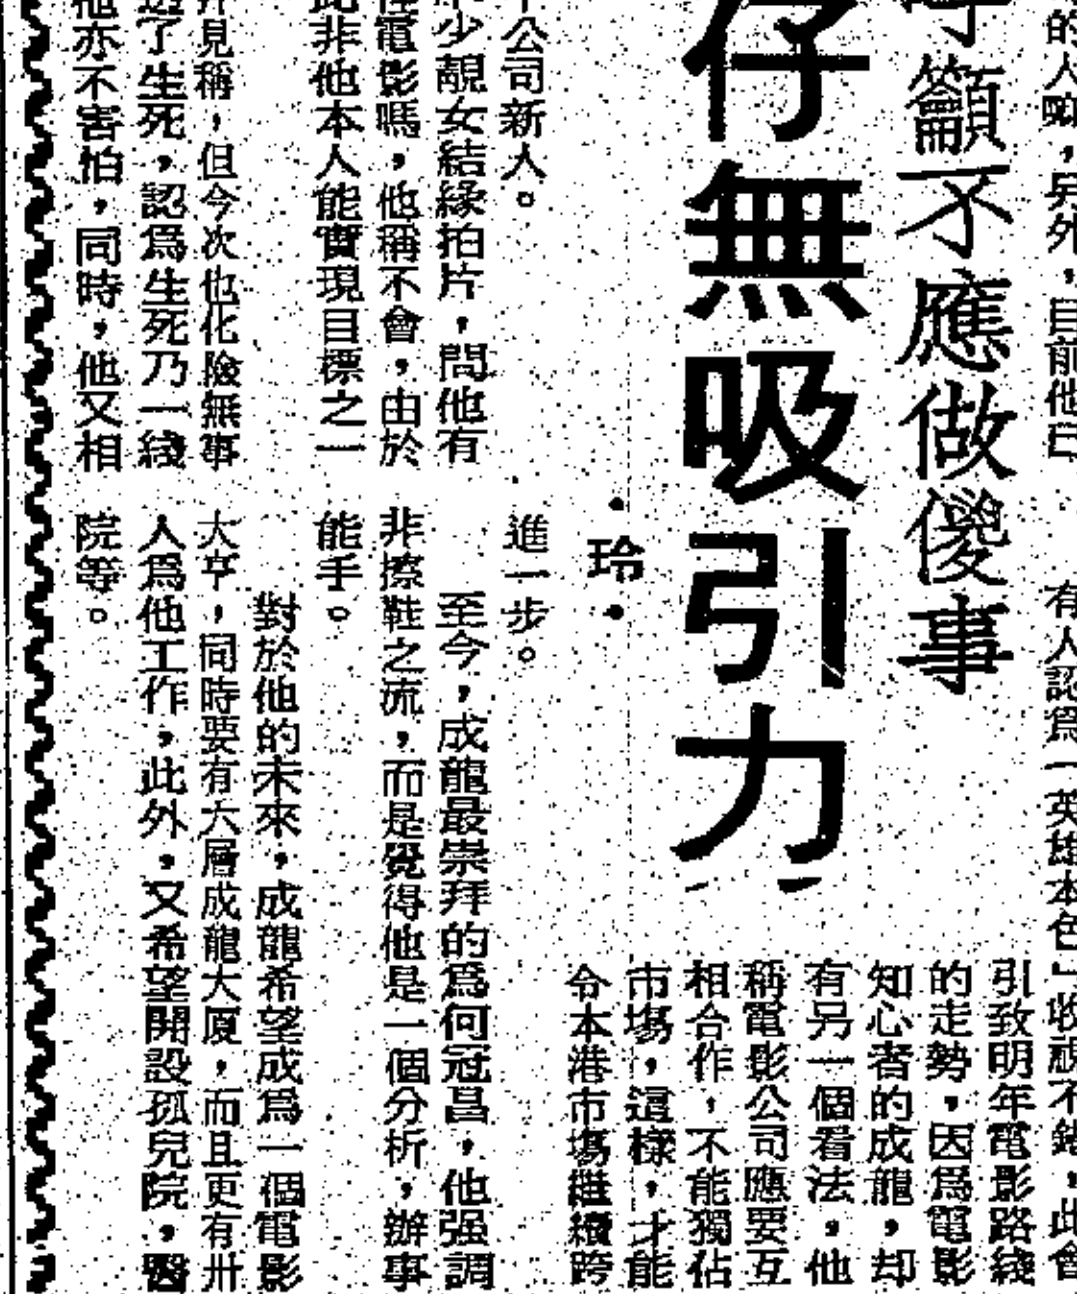 呼籲不應做儍事
仔無吸引力
•玲•
的人嘛，另外，目前他已
有人認爲一英雄本色」收視不錯，此會
引致明年電影路綫
的走勢，因爲電影
知心者的成龍，却
有另一個看法，他
稱電影公司應要互
相合作，不能獨佔
市場，這樣，才能
令本港市場繼續跨
公司新人。
少靚女結緣拍片，問他有
電影嗎，他稱不會，由於
此非他本人能實現目標之一
見稱，但今次也化險無事
了生死，認爲生死乃一綫
他亦不害怕，同時，他又相
進一步。
至今，成龍最崇拜的爲何冠昌，他强調
非擦鞋之流，而是覺得他是一個分析，辦事
能手。
對於他的未來，成龍希望成爲一個電影
大亨，同時要有六層成龍大厦，而且更有卅
人爲他工作，此外，又希望開設孤兒院，醫
院等。